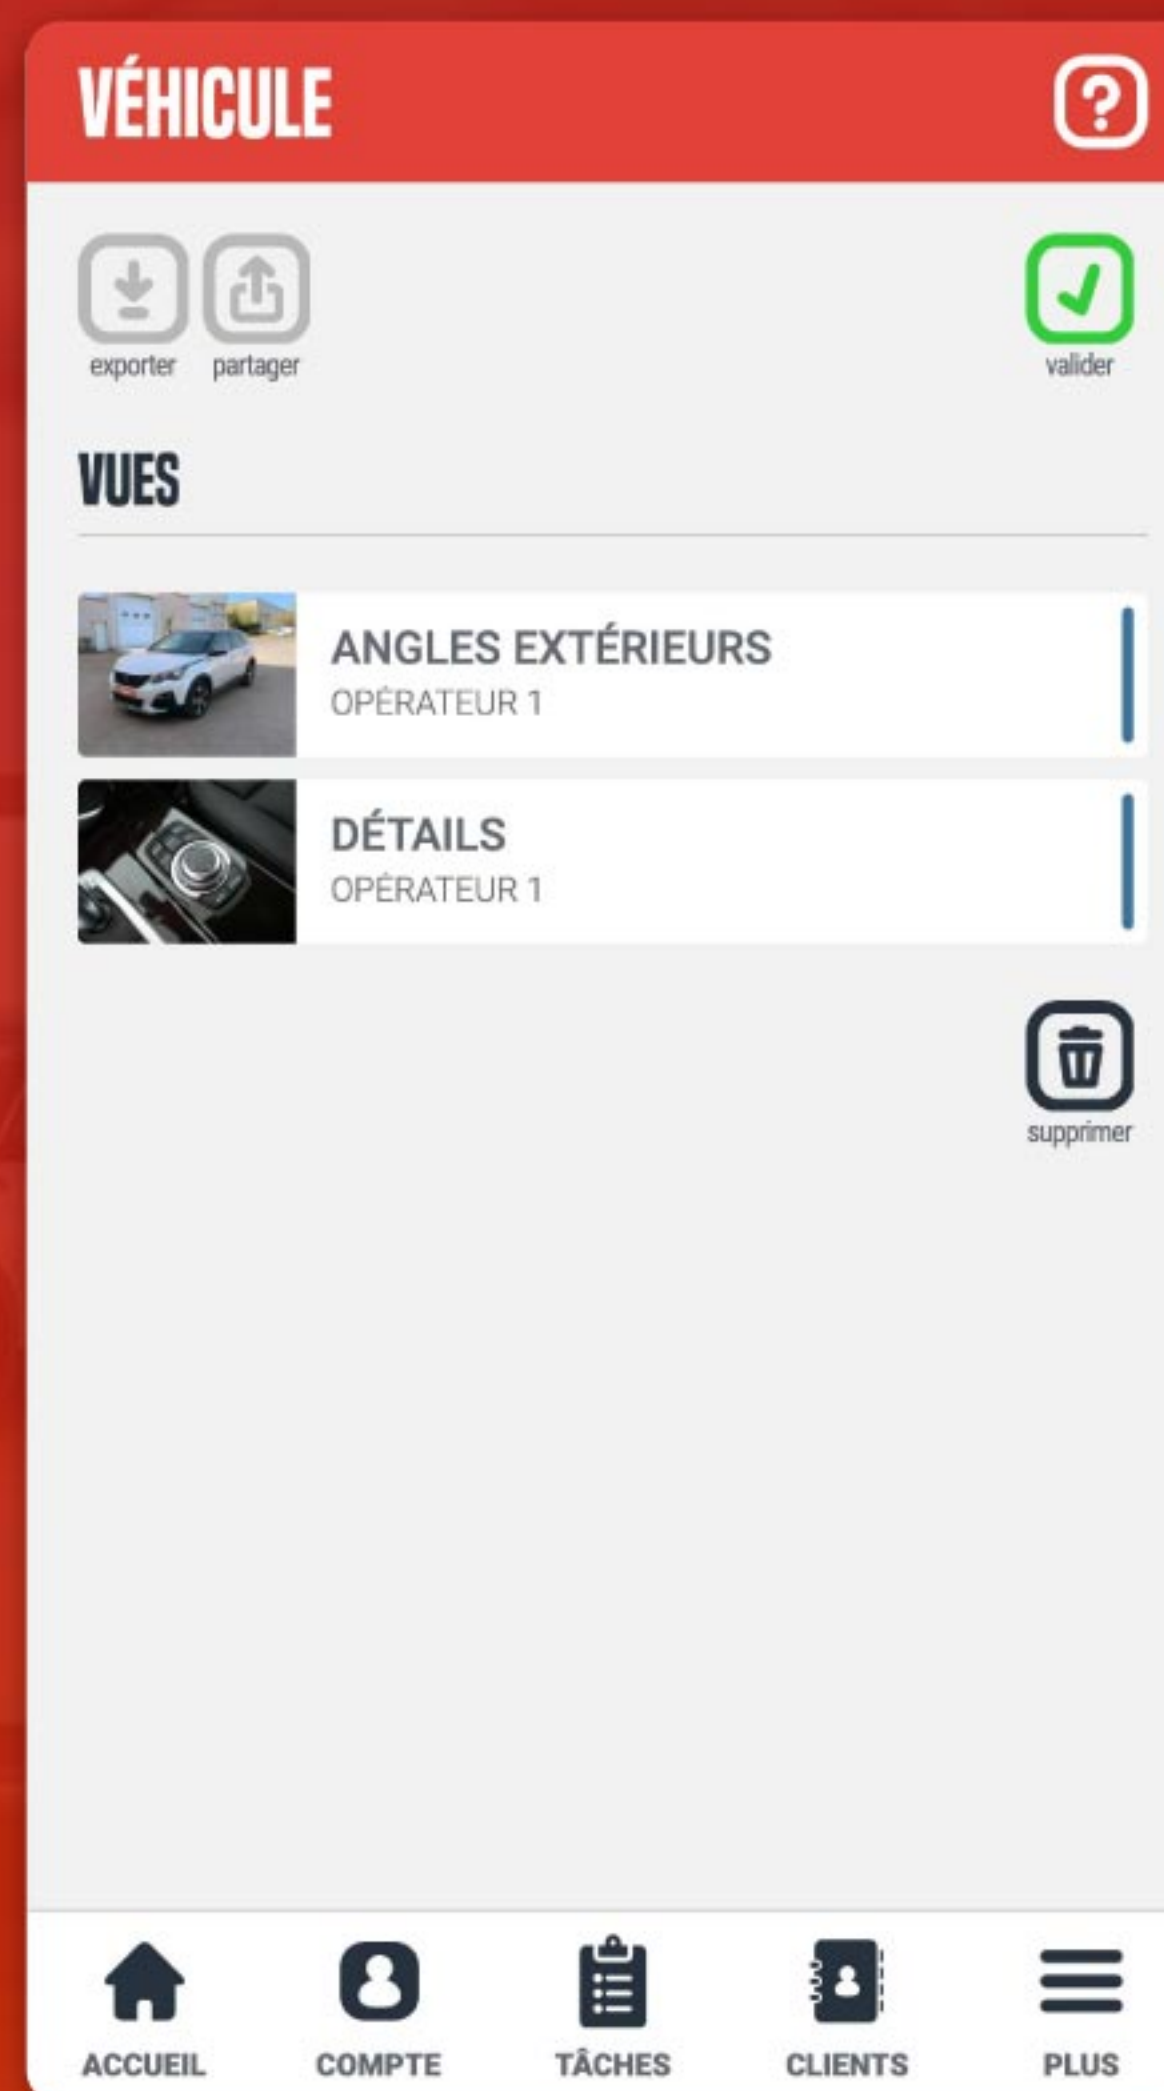 VÉHICULE
exporter partager valider
VUES
ANGLES EXTÉRIEURS
OPÉRATEUR 1
DÉTAILS
OPÉRATEUR 1
supprimer
ACCUEIL COMPTE TÂCHES CLIENTS PLUS